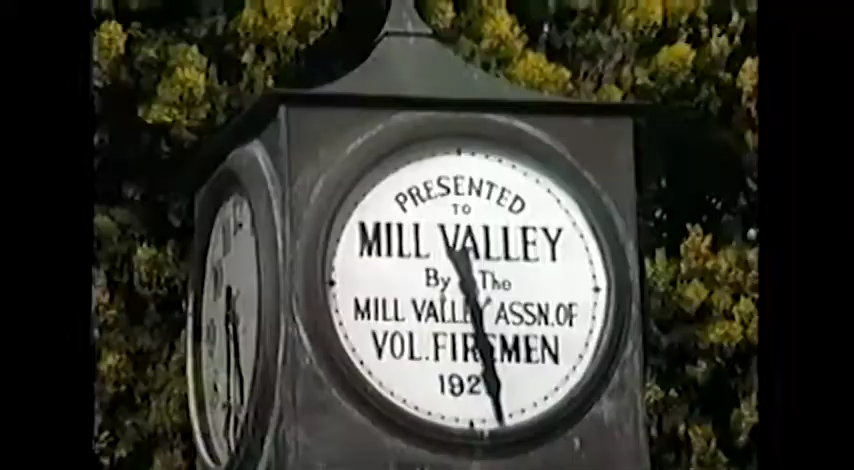 PRESENTED
TO
MILL VALLEY
By The
MILL VALLEY ASSN. OF
VOL. FIREMEN